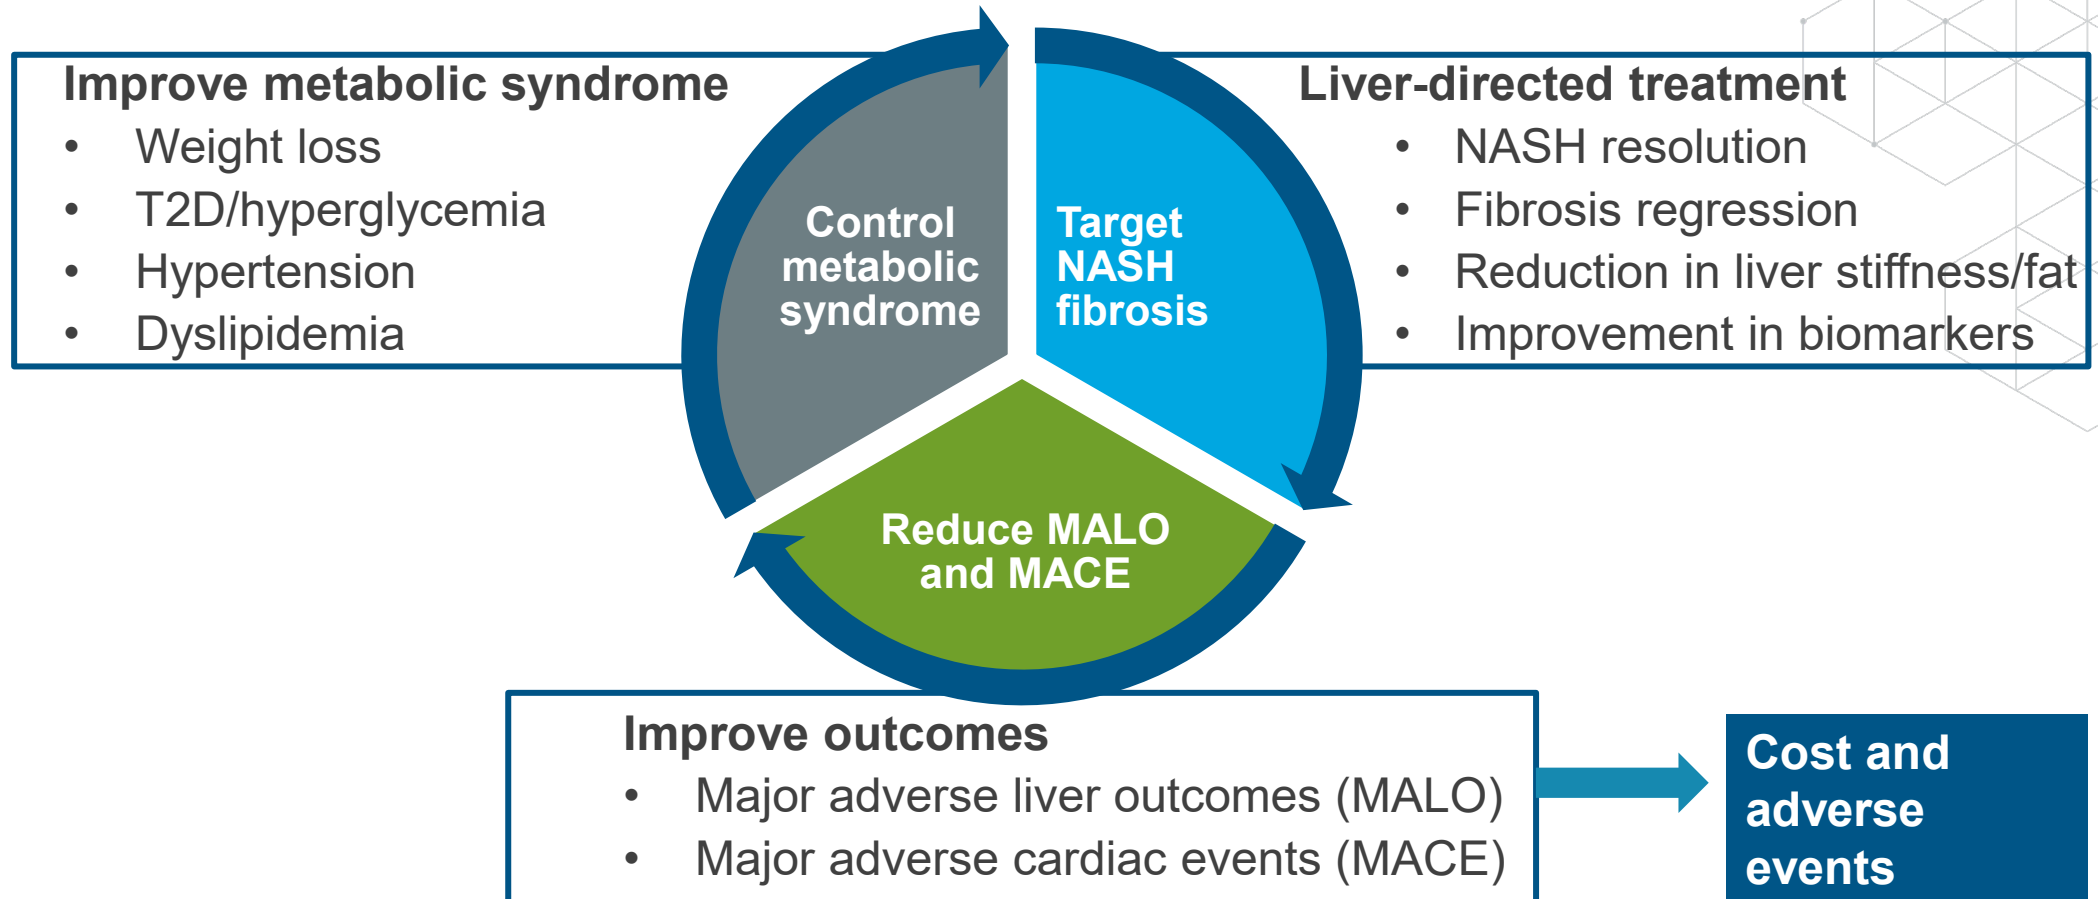 Improve metabolic syndrome
• Weight loss
• T2D/hyperglycemia
• Hypertension
• Dyslipidemia
Control
metabolic
syndrome
Target
NASH
fibrosis
Liver-directed treatment
• NASH resolution
• Fibrosis regression
• Reduction in liver stiffness/fat
• Improvement in biomarkers
Reduce MALO
and MACE
Improve outcomes
• Major adverse liver outcomes (MALO)
• Major adverse cardiac events (MACE)
Cost and
adverse
events